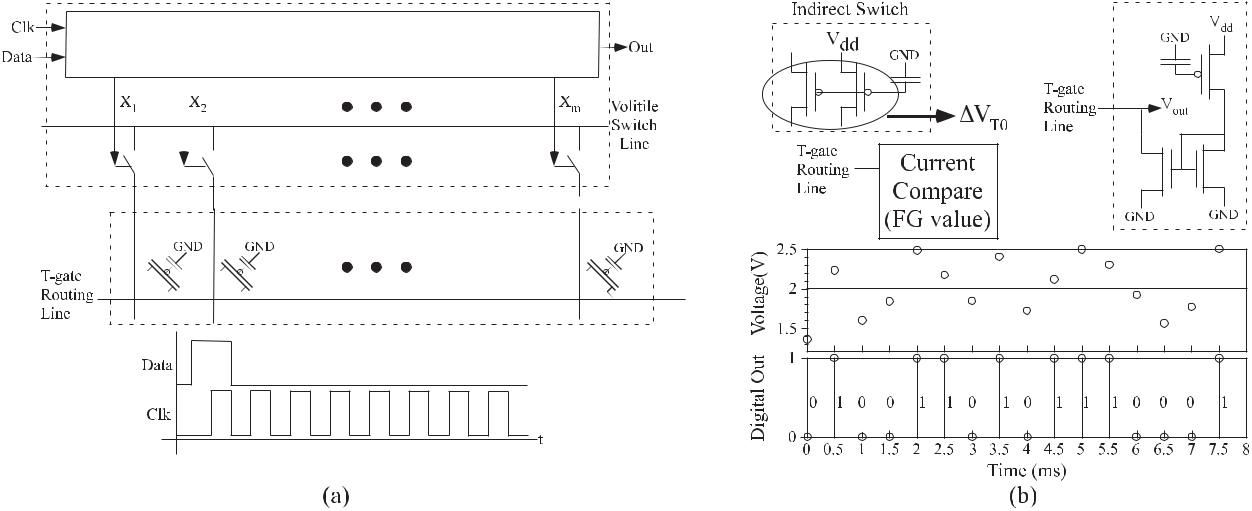 Clk
Data
Out
X1
X2
Xm
Volitile
Switch
Line
GND
GND
GND
T-gate
Routing
Line
Data
Clk
t
(a)
Indirect Switch
Vdd
GND
ΔVT0
T-gate
Routing
Line
Current
Compare
(FG value)
Vdd
GND
T-gate
Routing
Line
Vout
GND
GND
Voltage(V)
2.5
2
1.5
Digital Out
1
0
0 1 0 0 1 1 0 1 0 1 1 1 0 0 0 1
0 0.5 1 1.5 2 2.5 3 3.5 4 4.5 5 5.5 6 6.5 7 7.5 8
Time (ms)
(b)